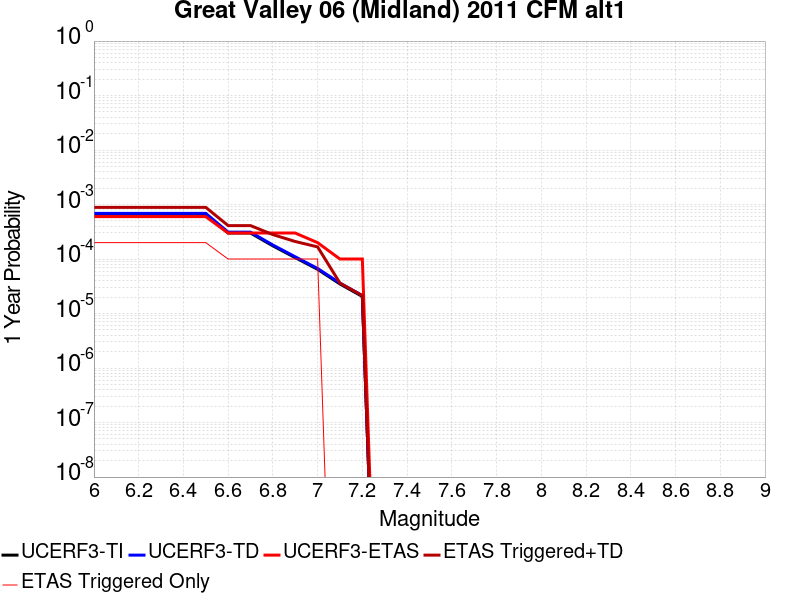 Great Valley 06 (Midland) 2011 CFM alt1
10^0
10^-1
10^-2
10^-3
10^-4
10^-5
10^-6
10^-7
10^-8
1 Year Probability
6 6.2 6.4 6.6 6.8 7 7.2 7.4 7.6 7.8 8 8.2 8.4 8.6 8.8 9
Magnitude
UCERF3-TI UCERF3-TD UCERF3-ETAS ETAS Triggered+TD
ETAS Triggered Only